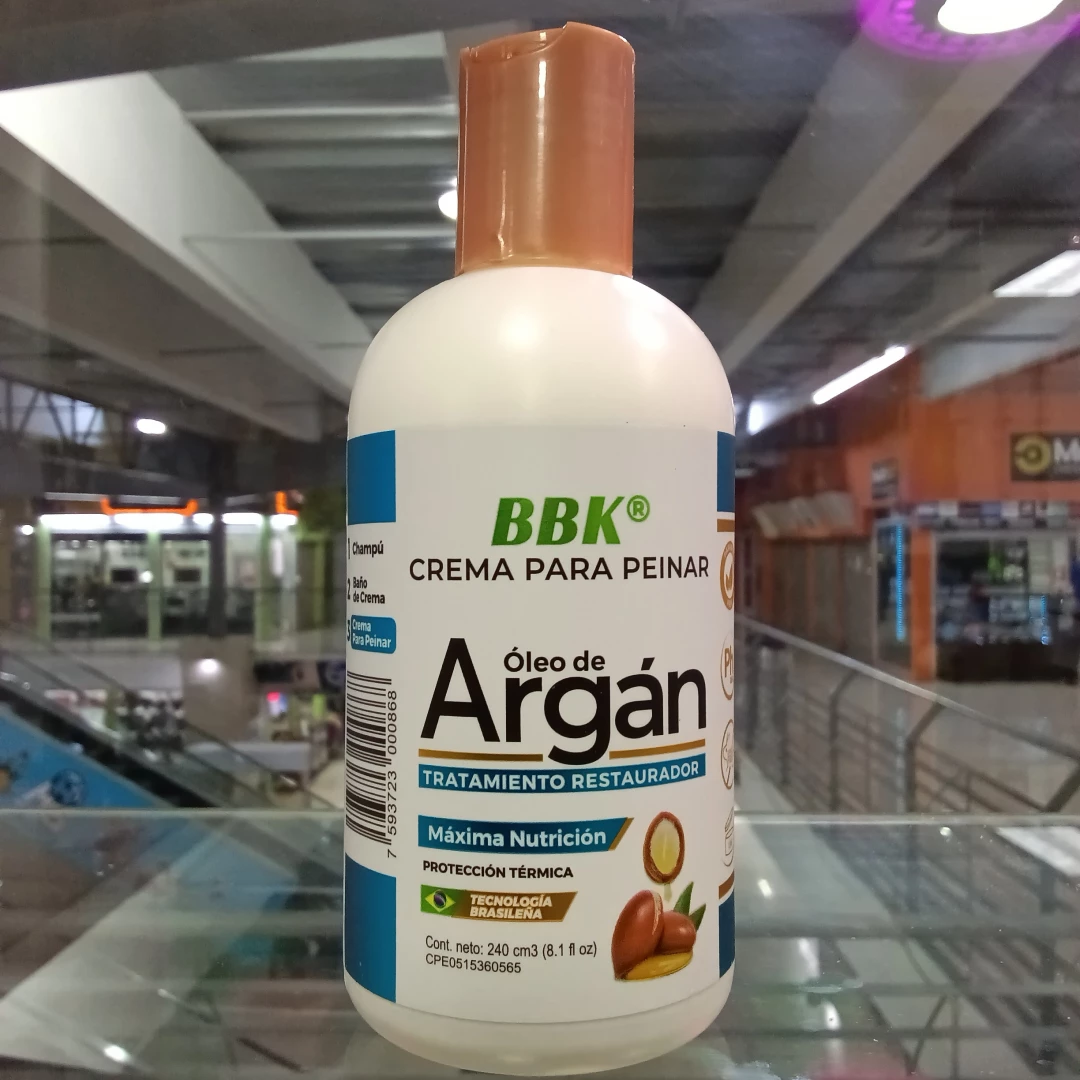 BBK®
CREMA PARA PEINAR
Óleo de
Argán
TRATAMIENTO RESTAURADOR
Máxima Nutrición
PROTECCIÓN TÉRMICA
TECNOLOGÍA
BRASILEÑA
Cont. neto: 240 cm3 (8.1 fl oz)
CPE0515360565
1 Champú
2 Baño
de Crema
3 Crema
Para Peinar
7 593723 000868